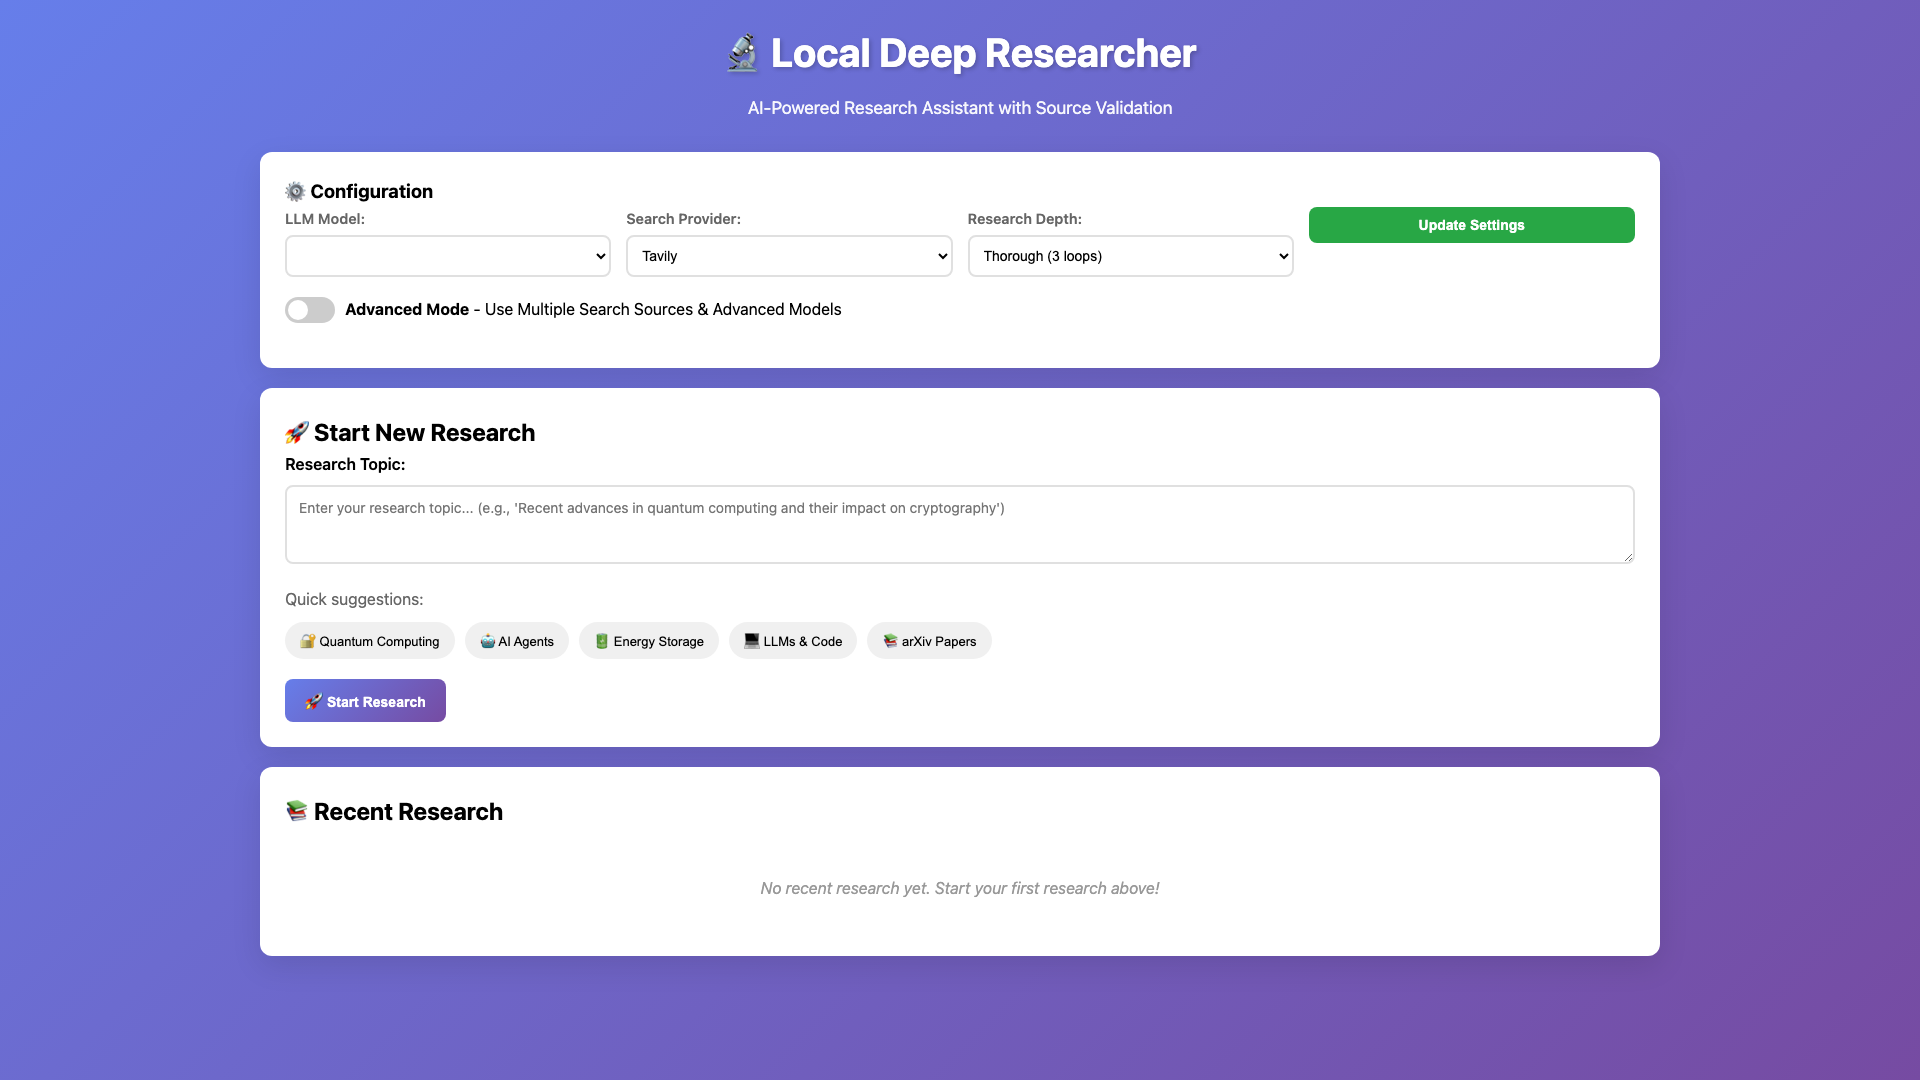 Local Deep Researcher
AI-Powered Research Assistant with Source Validation
Configuration
LLM Model:
Search Provider:
Research Depth:
Update Settings
Tavily
Thorough (3 loops)
Advanced Mode - Use Multiple Search Sources & Advanced Models
Start New Research
Research Topic:
Enter your research topic... (e.g., 'Recent advances in quantum computing and their impact on cryptography')
Quick suggestions:
Quantum Computing
AI Agents
Energy Storage
LLMs & Code
arXiv Papers
Start Research
Recent Research
No recent research yet. Start your first research above!